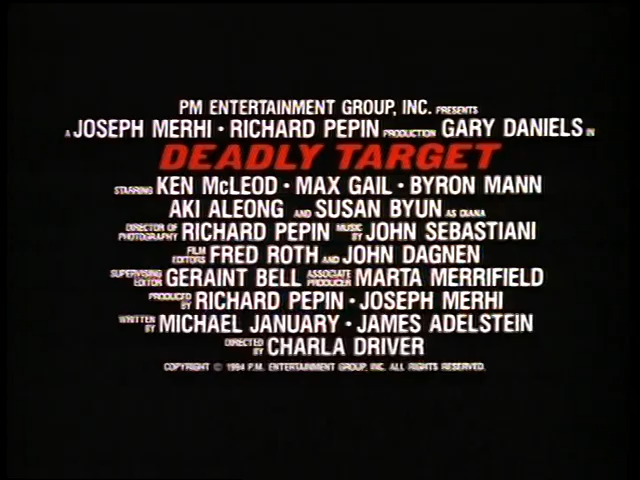 PM ENTERTAINMENT GROUP, INC. PRESENTS
A JOSEPH MERHI • RICHARD PEPIN PRODUCTION GARY DANIELS IN
DEADLY TARGET
STARRING KEN McLEOD • MAX GAIL • BYRON MANN
AKI ALEONG AND SUSAN BYUN AS DIANA
DIRECTOR OF PHOTOGRAPHY RICHARD PEPIN MUSIC BY JOHN SEBASTIANI
FILM EDITORS FRED ROTH AND JOHN DAGNEN
SUPERVISING EDITOR GERAINT BELL ASSOCIATE PRODUCER MARTA MERRIFIELD
PRODUCED BY RICHARD PEPIN • JOSEPH MERHI
WRITTEN BY MICHAEL JANUARY • JAMES ADELSTEIN
DIRECTED BY CHARLA DRIVER
COPYRIGHT © 1994 P.M. ENTERTAINMENT GROUP, INC. ALL RIGHTS RESERVED.